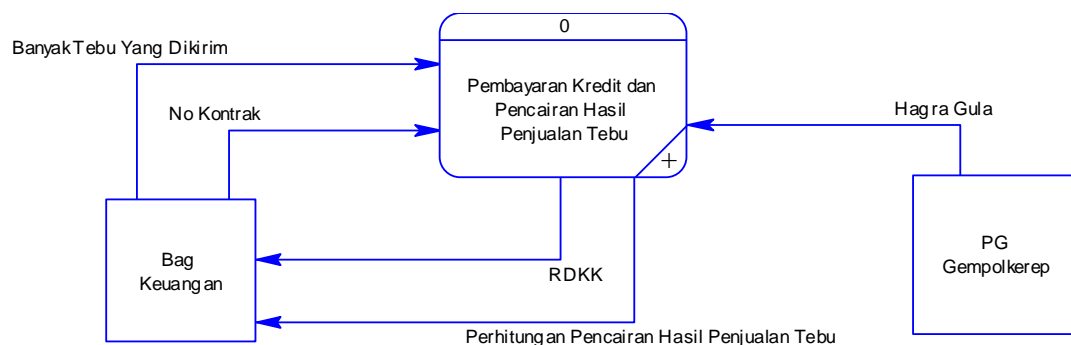 0
Banyak Tebu Yang Dikirim
Pembayaran Kredit dan
Pencairan Hasil
Penjualan Tebu
No Kontrak
Hagra Gula
+
Bag
Keuangan
PG
Gempolkerep
RDKK
Perhitungan Pencairan Hasil Penjualan Tebu